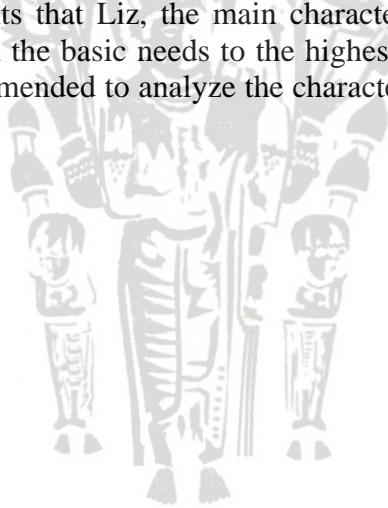 ts that Liz, the main characte
the basic needs to the highes
mended to analyze the characte